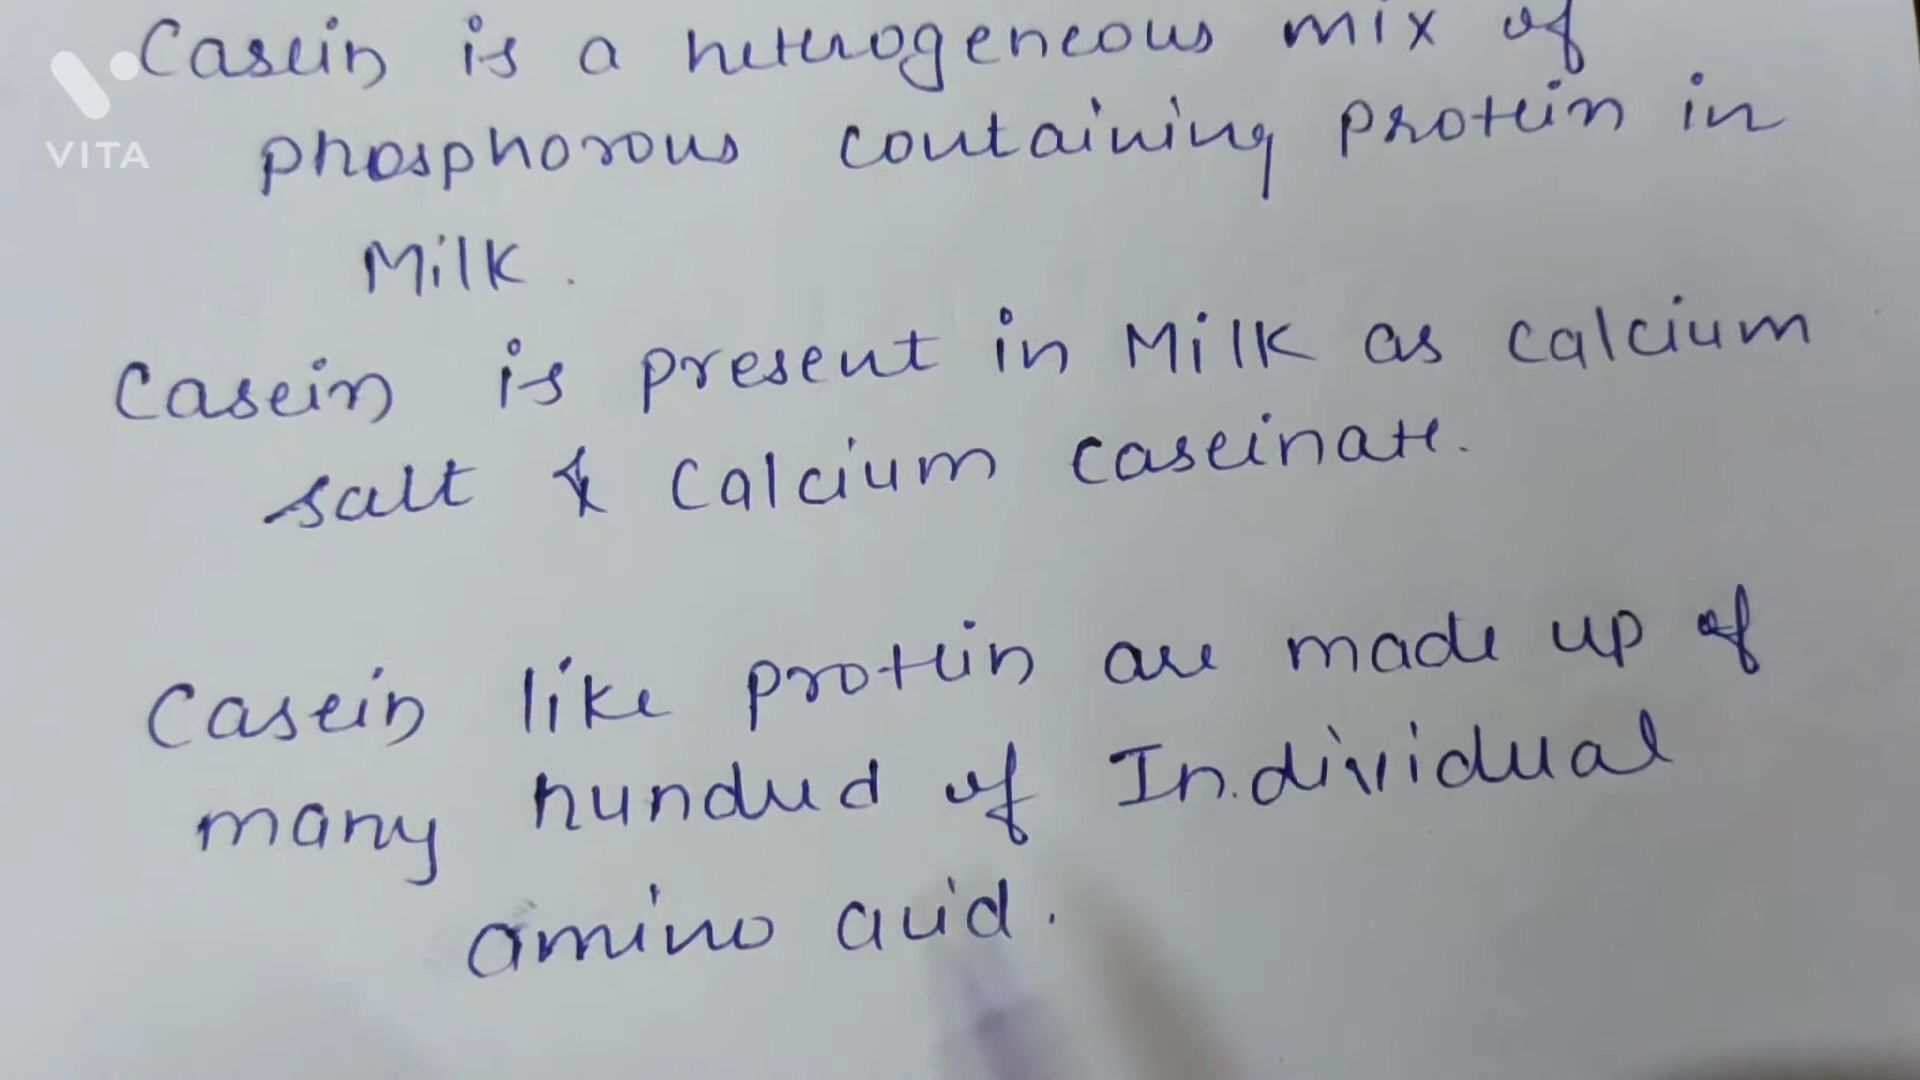 Casein is a heterogeneous mix of
phosphorous containing protein in
Milk.
Casein is present in Milk as calcium
salt & Calcium caseinate.
Casein like protein are made up of
many hundred of Individual
amino acid.
VITA